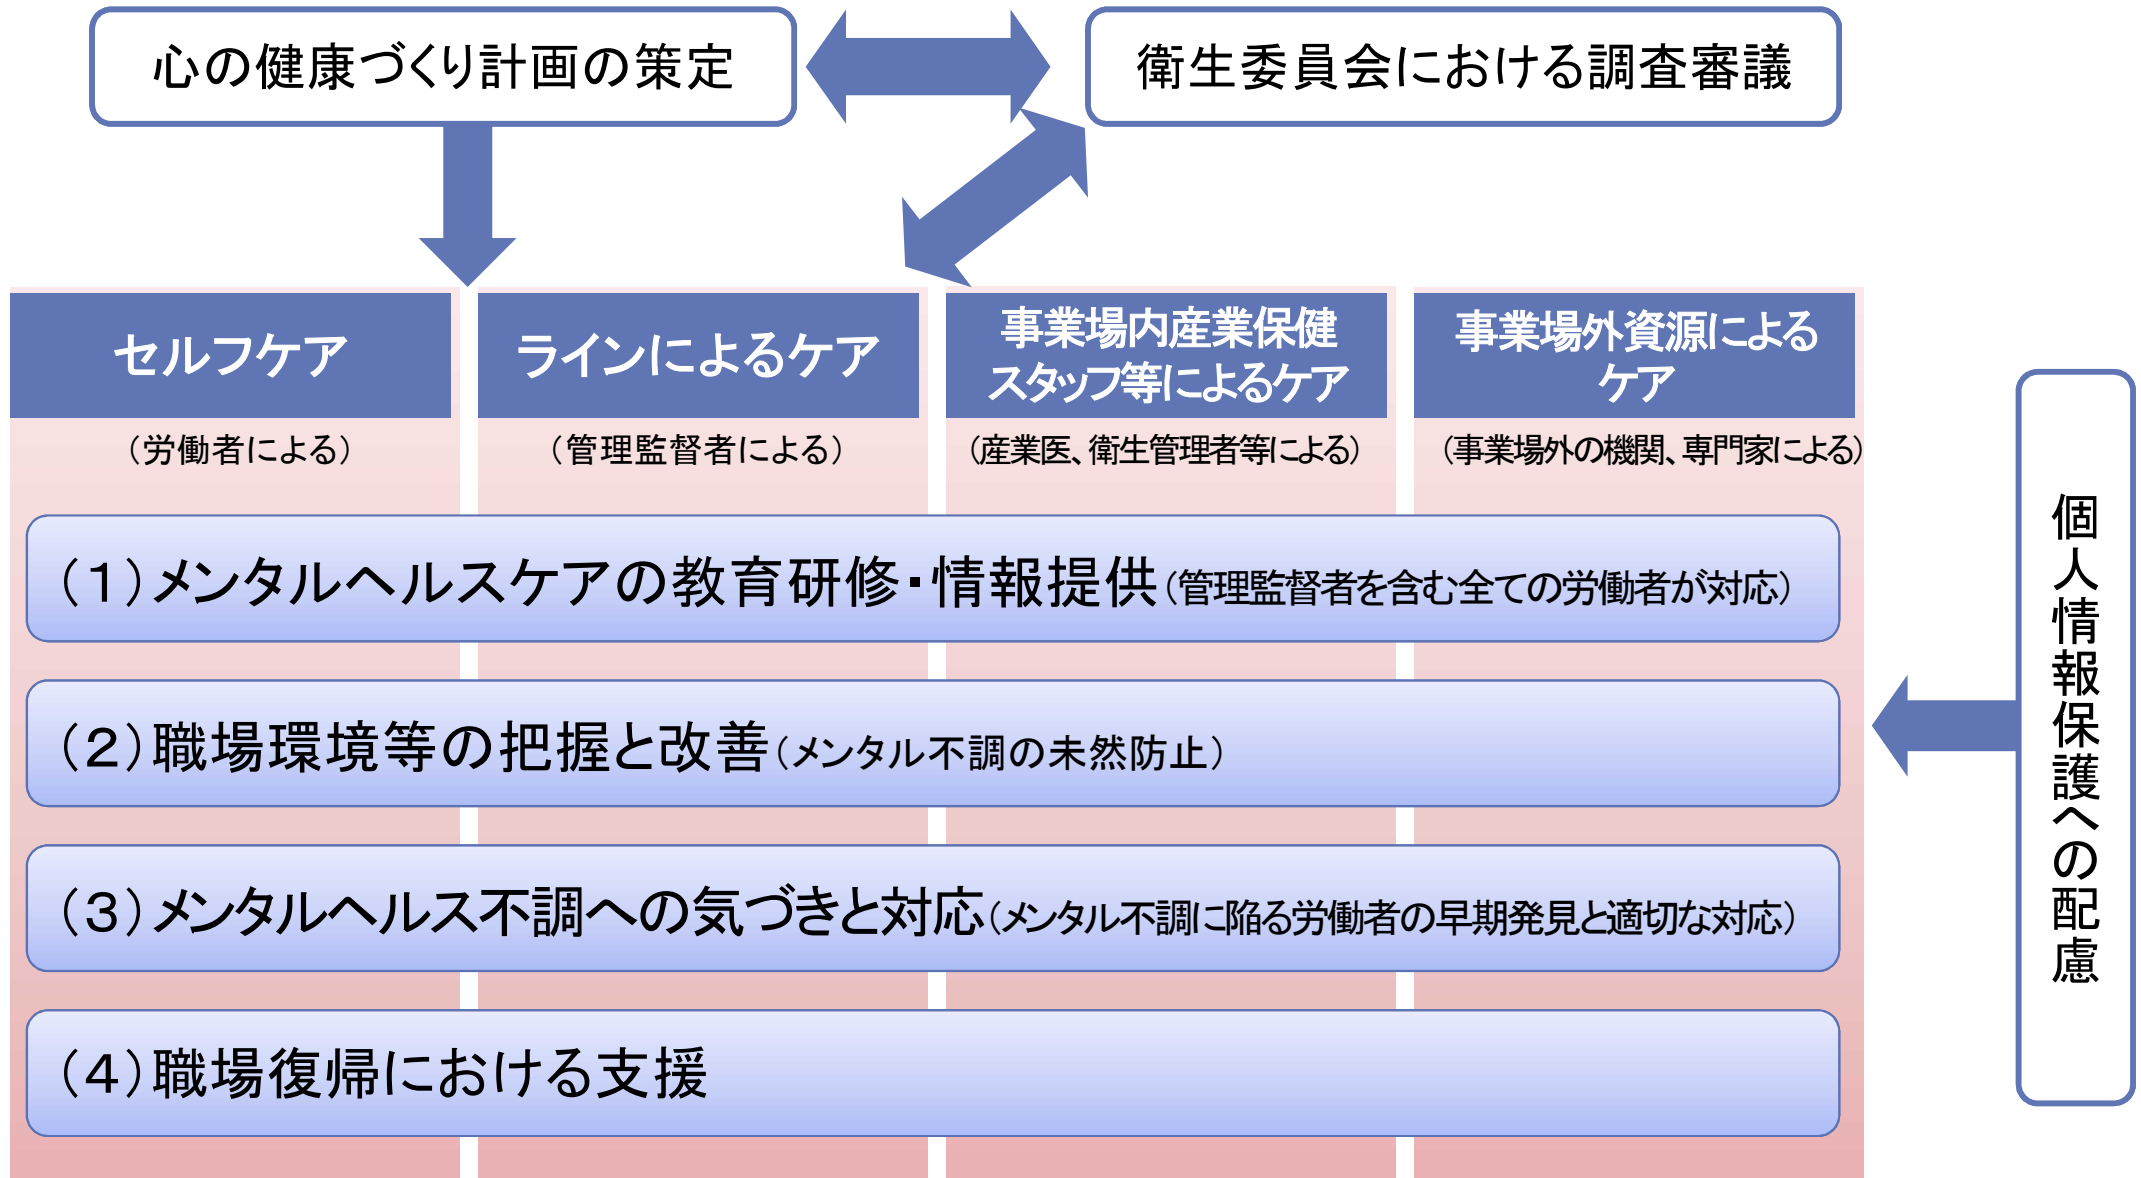 心の健康づくり計画の策定
衛生委員会における調査審議
セルフケア
(労働者による)
ラインによるケア
(管理監督者による)
事業場内産業保健
スタッフ等によるケア
(産業医、衛生管理者等による)
事業場外資源による
ケア
(事業場外の機関、専門家による)
(1)メンタルヘルスケアの教育研修・情報提供(管理監督者を含む全ての労働者が対応)
(2)職場環境等の把握と改善(メンタル不調の未然防止)
(3)メンタルヘルス不調への気づきと対応(メンタル不調に陥る労働者の早期発見と適切な対応)
(4)職場復帰における支援
個人情報保護への配慮